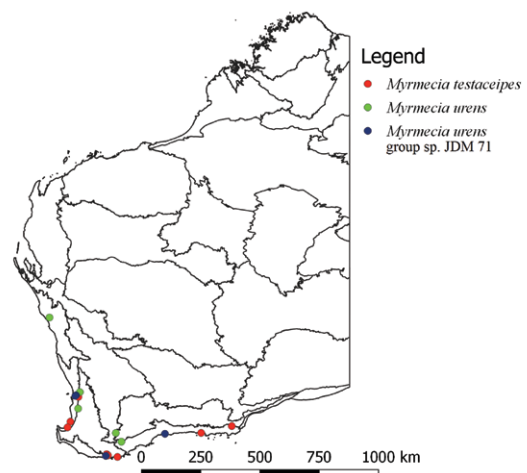 Legend
Myrmecia testaceipes
Myrmecia urens
Myrmecia urens
group sp. JDM 71
0 250 500 750 1000 km